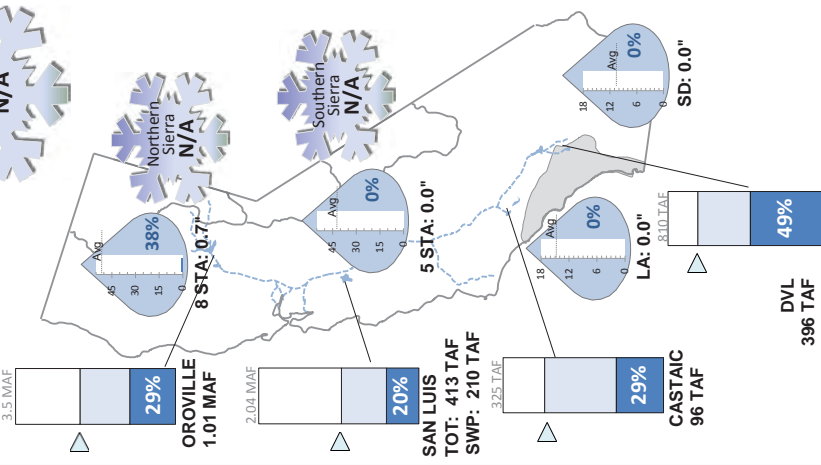 N/A
Northern
Sierra
N/A
Southern
Sierra
N/A
Avg
45
30
15
0
38%
8 STA: 0.7"
Avg
45
30
15
0
0%
5 STA: 0.0"
Avg
18
12
6
0
0%
LA: 0.0"
Avg
18
12
6
0
0%
SD: 0.0"
3.5 MAF
29%
OROVILLE
1.01 MAF
2.04 MAF
20%
SAN LUIS
TOT: 413 TAF
SWP: 210 TAF
325 TAF
29%
CASTAIC
96 TAF
810 TAF
49%
DVL
396 TAF